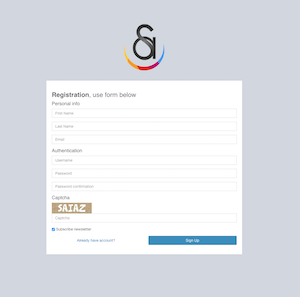 Registration, use form below
Personal info
First Name
Last Name
Email
Authentication
Username
Password
Password confirmation
Captcha
Captcha
Subscribe newsletter
Already have account?
Sign Up